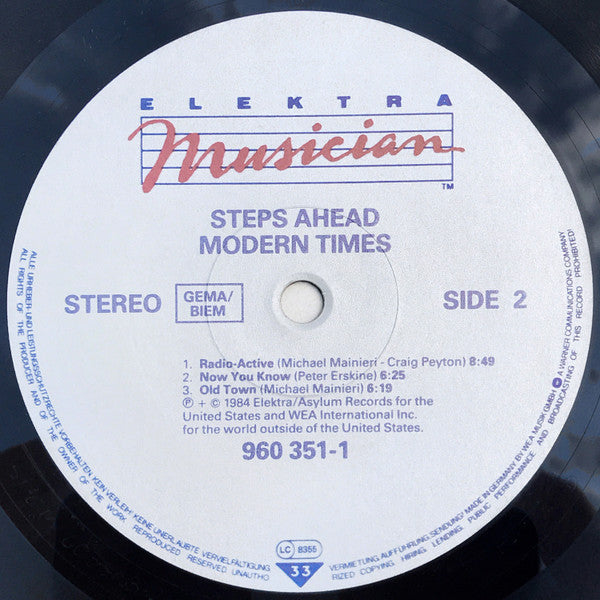 ELEKTRA
Musician
TM
STEPS AHEAD
MODERN TIMES
STEREO
GEMA/
BIEM
SIDE 2
1. Radio-Active (Michael Mainieri - Craig Peyton) 8:49
2. Now You Know (Peter Erskine) 6:25
3. Old Town (Michael Mainieri) 6:19
Ⓟ + © 1984 Elektra/Asylum Records for the
United States and WEA International Inc.
for the world outside of the United States.
960 351-1
ALLE URHEBER- UND LEISTUNGSSCHUTZRECHTE VORBEHALTEN KEIN VERLEIH! KEINE UNERLAUBTE VERVIELFÄLTIGUNG
VERMIETUNG, AUFFÜHRUNG, SENDUNG! MADE IN GERMANY BY WEA MUSIK GMBH A WARNER COMMUNICATIONS COMPANY
ALL RIGHTS OF THE PRODUCER AND OF THE OWNER OF THE WORK REPRODUCED RESERVED UNAUTHO
RIZED COPYING, HIRING, LENDING, PUBLIC PERFORMANCE AND BROADCASTING OF THIS RECORD PROHIBITED!
LC 8355
33